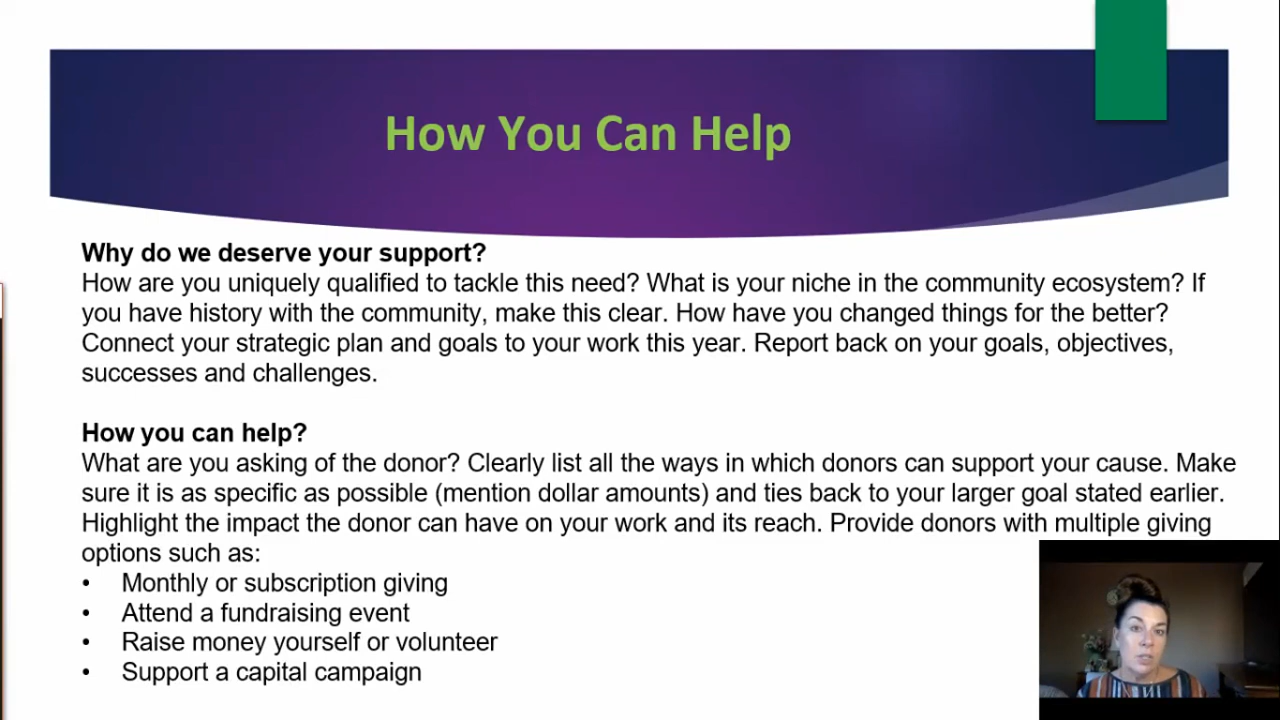 How You Can Help
Why do we deserve your support?
How are you uniquely qualified to tackle this need? What is your niche in the community ecosystem? If
you have history with the community, make this clear. How have you changed things for the better?
Connect your strategic plan and goals to your work this year. Report back on your goals, objectives,
successes and challenges.
How you can help?
What are you asking of the donor? Clearly list all the ways in which donors can support your cause. Make
sure it is as specific as possible (mention dollar amounts) and ties back to your larger goal stated earlier.
Highlight the impact the donor can have on your work and its reach. Provide donors with multiple giving
options such as:
• Monthly or subscription giving
• Attend a fundraising event
• Raise money yourself or volunteer
• Support a capital campaign